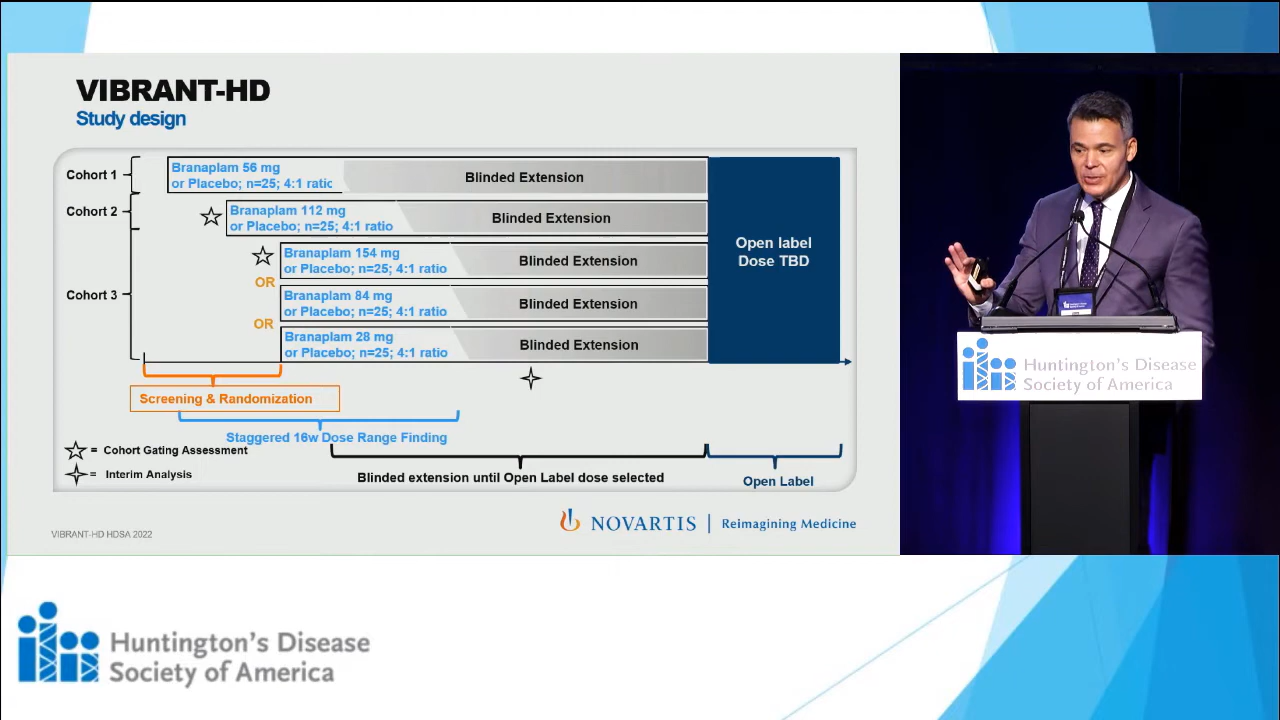 VIBRANT-HD
Study design
Cohort 1
Branaplam 56 mg
or Placebo; n=25; 4:1 ratio
Blinded Extension
Cohort 2
Branaplam 112 mg
or Placebo; n=25; 4:1 ratio
Blinded Extension
Cohort 3
Branaplam 154 mg
or Placebo; n=25; 4:1 ratio
Blinded Extension
OR
Branaplam 84 mg
or Placebo; n=25; 4:1 ratio
Blinded Extension
OR
Branaplam 28 mg
or Placebo; n=25; 4:1 ratio
Blinded Extension
Open label
Dose TBD
Screening & Randomization
Staggered 16w Dose Range Finding
= Cohort Gating Assessment
= Interim Analysis
Blinded extension until Open Label dose selected
Open Label
VIBRANT-HD HDSA 2022
NOVARTIS | Reimagining Medicine
Huntington's Disease
Society of America
Huntington's Disease
Society of America